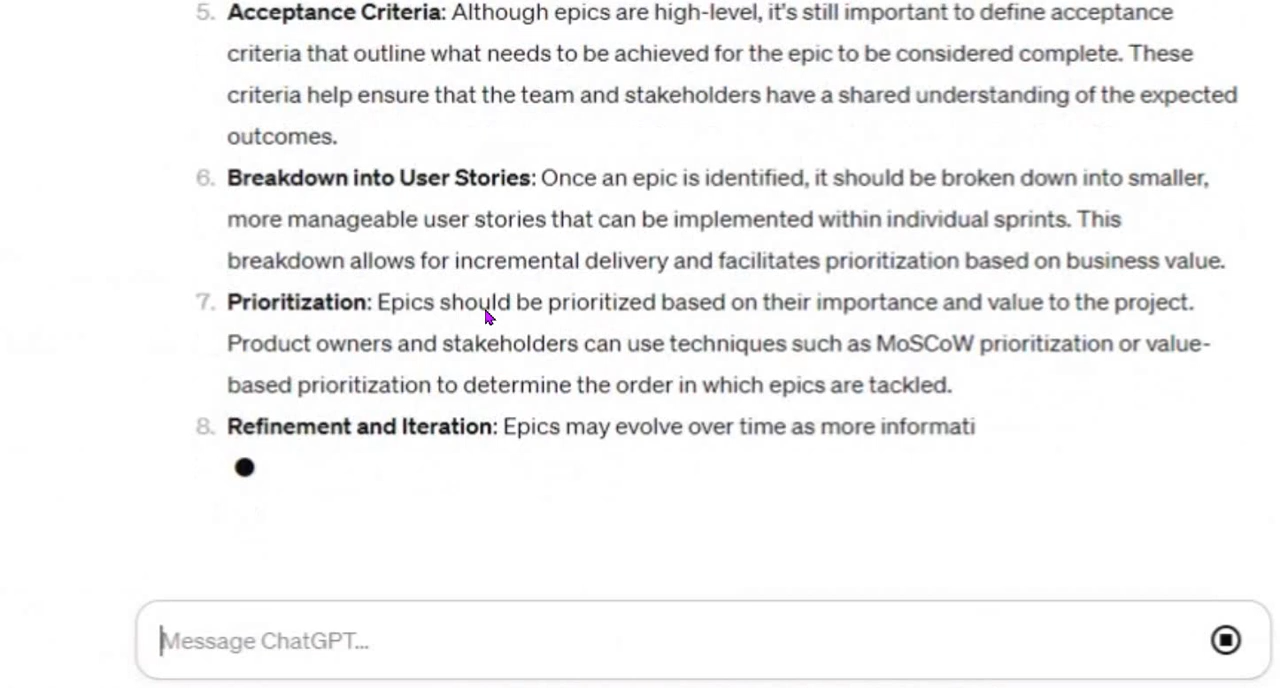 5. Acceptance Criteria: Although epics are high-level, it's still important to define acceptance
criteria that outline what needs to be achieved for the epic to be considered complete. These
criteria help ensure that the team and stakeholders have a shared understanding of the expected
outcomes.
6. Breakdown into User Stories: Once an epic is identified, it should be broken down into smaller,
more manageable user stories that can be implemented within individual sprints. This
breakdown allows for incremental delivery and facilitates prioritization based on business value.
7. Prioritization: Epics should be prioritized based on their importance and value to the project.
Product owners and stakeholders can use techniques such as MoSCoW prioritization or value-
based prioritization to determine the order in which epics are tackled.
8. Refinement and Iteration: Epics may evolve over time as more informati
Message ChatGPT...